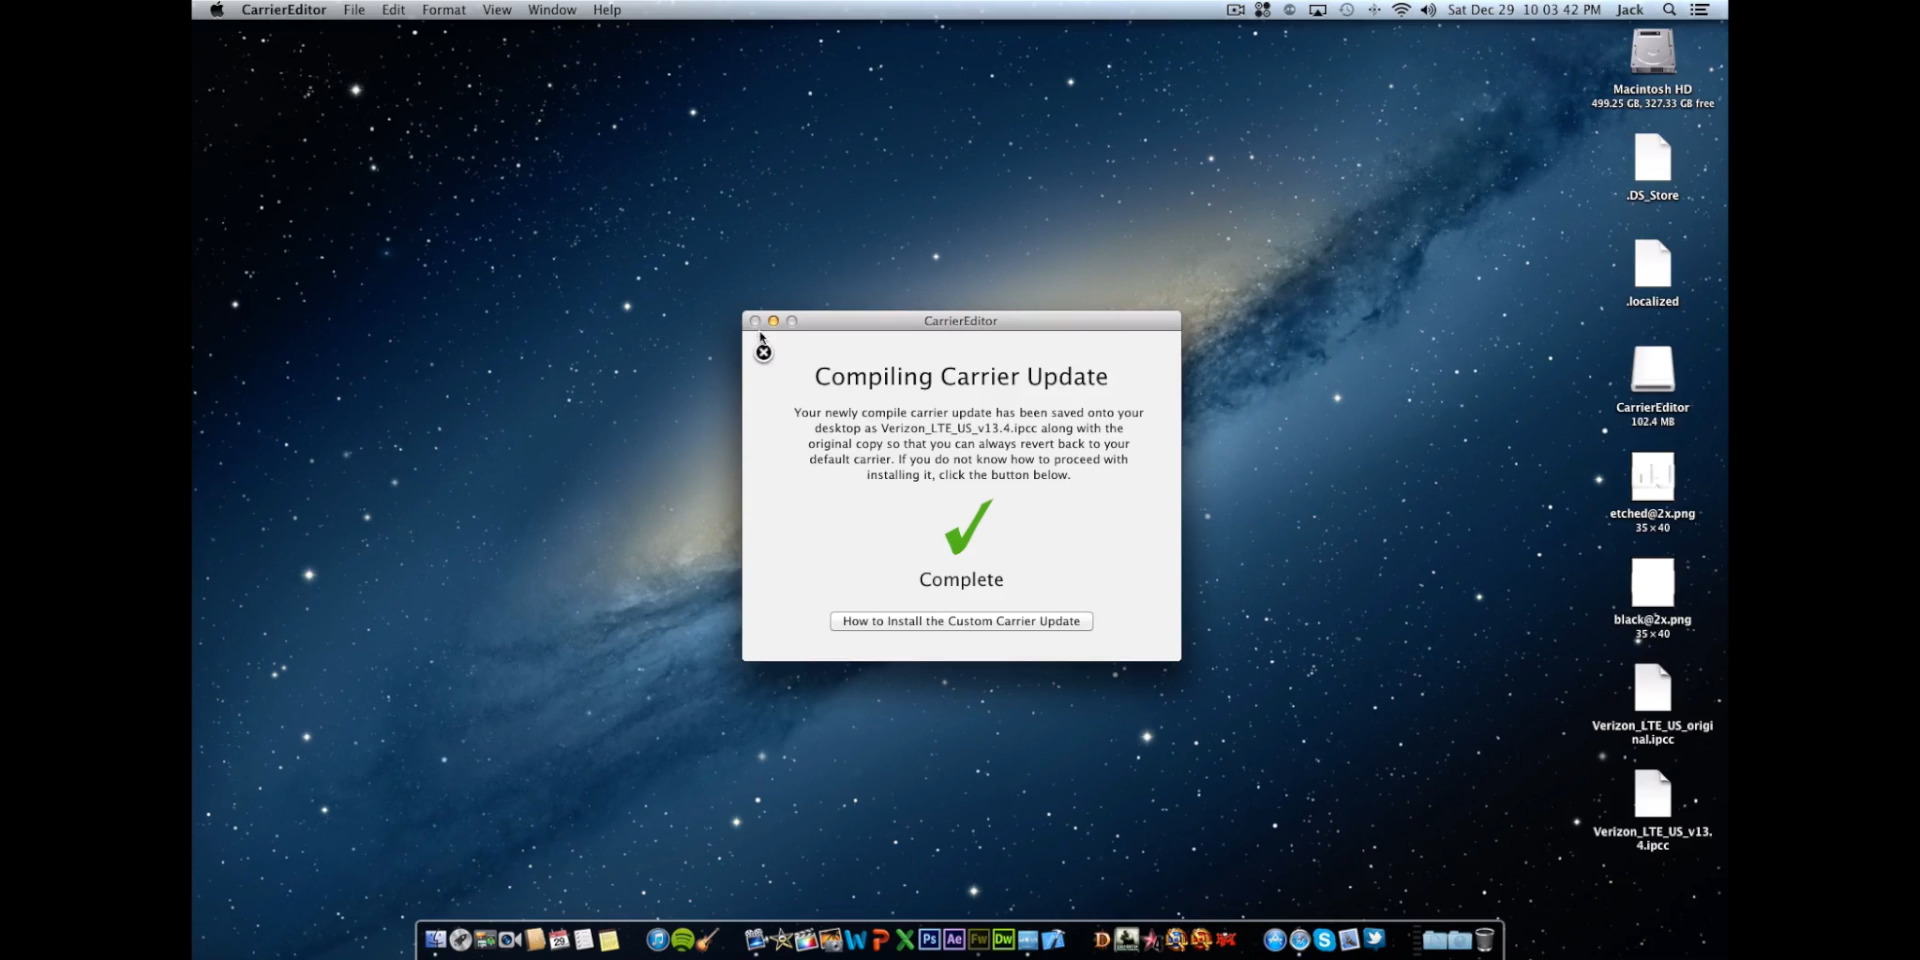 CarrierEditor File Edit Format View Window Help
Sat Dec 29 10 03 42 PM Jack
Macintosh HD
499.25 GB, 327.33 GB free
.DS_Store
.localized
CarrierEditor
102.4 MB
etched@2x.png
35×40
black@2x.png
35×40
Verizon_LTE_US_origi
nal.ipcc
Verizon_LTE_US_v13.
4.ipcc
CarrierEditor
Compiling Carrier Update
Your newly compile carrier update has been saved onto your
desktop as Verizon_LTE_US_v13.4.ipcc along with the
original copy so that you can always revert back to your
default carrier. If you do not know how to proceed with
installing it, click the button below.
Complete
How to Install the Custom Carrier Update
29 W P X Ps Ae Fw Dw D S